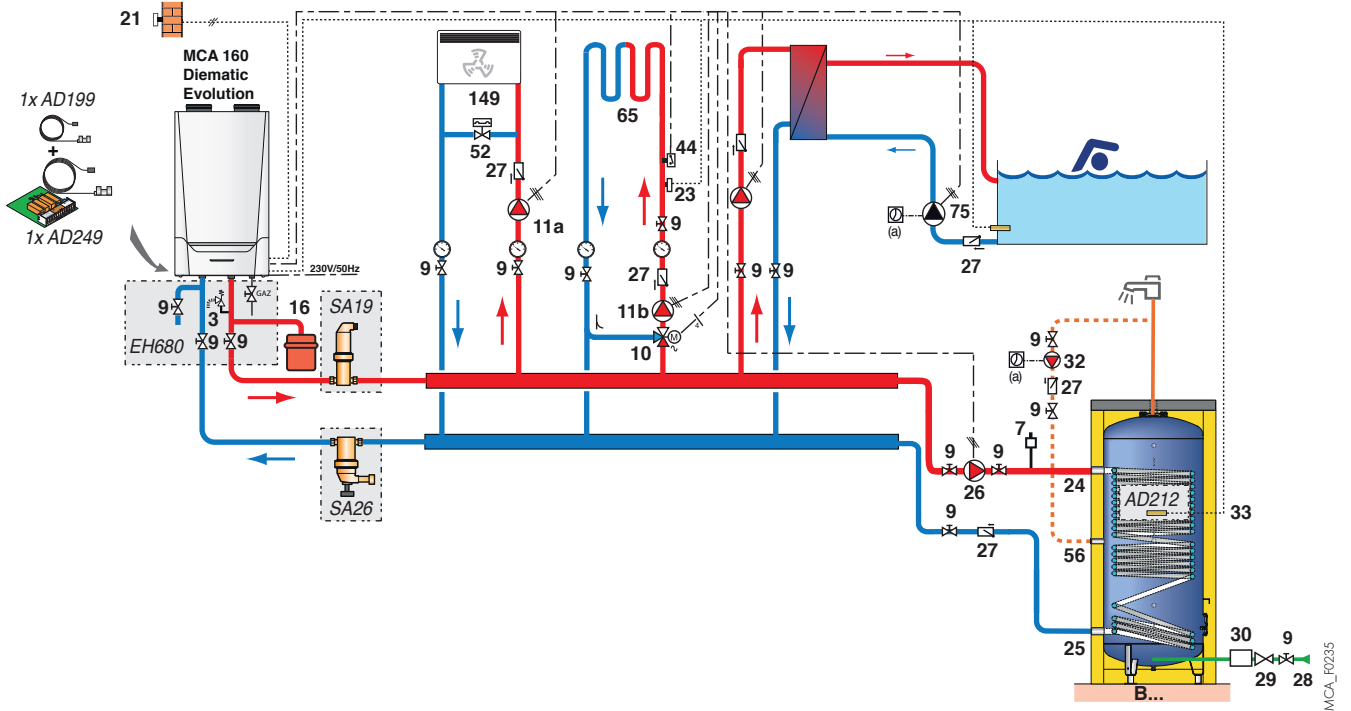 21
MCA 160
Diematic
Evolution
1x AD199
+
1x AD249
230V/50Hz
GAZ
9
3
9
9
EH680
16
SA19
SA26
149
52
27
11a
9
9
65
44
23
9
27
11b
M
10
9
9
9
75
(a)
27
9
32
(a)
27
9
7
9
9
26
24
AD212
33
9
27
56
25
30
9
29
28
B...
MCA_F0235